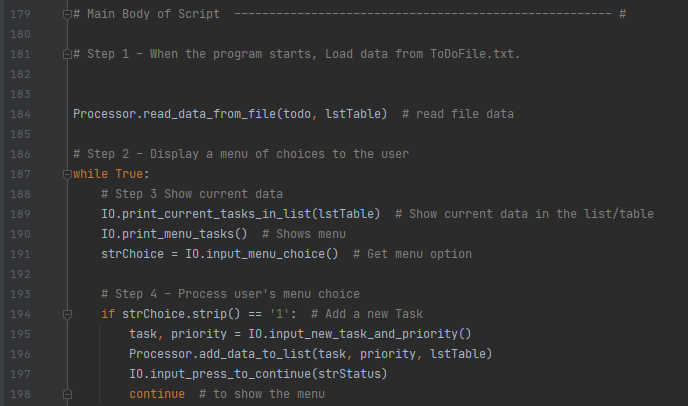 179 # Main Body of Script  ------------------------------------------------------ #
180
181 # Step 1 - When the program starts, Load data from ToDoFile.txt.
182
183
184 Processor.read_data_from_file(todo, lstTable)  # read file data
185
186 # Step 2 - Display a menu of choices to the user
187 while True:
188     # Step 3 Show current data
189     IO.print_current_tasks_in_list(lstTable)  # Show current data in the list/table
190     IO.print_menu_tasks()  # Shows menu
191     strChoice = IO.input_menu_choice()  # Get menu option
192
193     # Step 4 - Process user's menu choice
194     if strChoice.strip() == '1':  # Add a new Task
195         task, priority = IO.input_new_task_and_priority()
196         Processor.add_data_to_list(task, priority, lstTable)
197         IO.input_press_to_continue(strStatus)
198         continue  # to show the menu